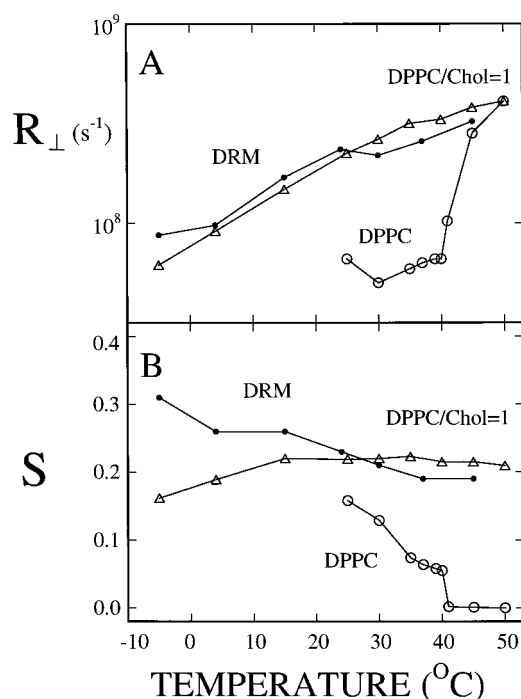 10⁹
A
DPPC/Chol=1
R⊥ (s⁻¹)
DRM
10⁸
DPPC
0.4
B
DRM
0.3
DPPC/Chol=1
S
0.2
0.1
DPPC
0.0
-10 0 10 20 30 40 50
TEMPERATURE (°C)